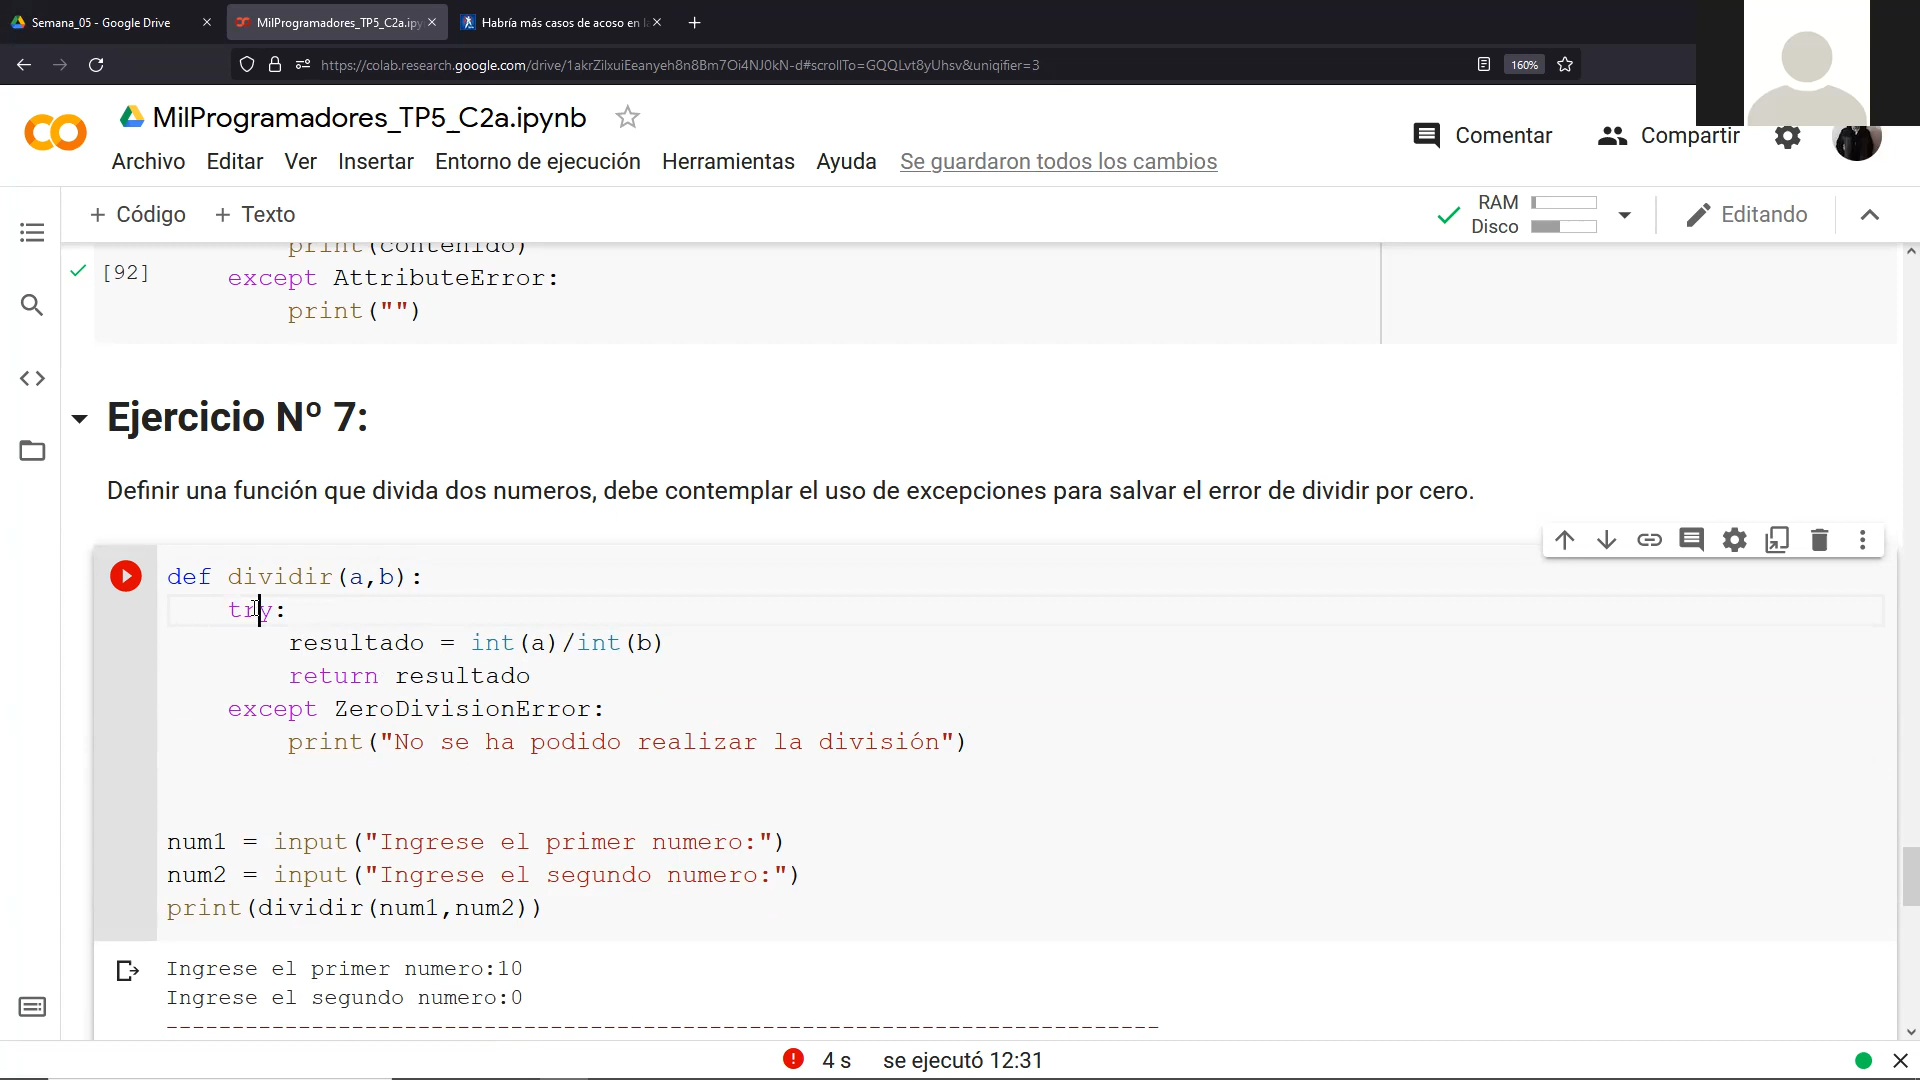 Semana_05 - Google Drive
MilProgramadores_TP5_C2a.ipy
Habría más casos de acoso en
https://colab.research.google.com/drive/1akrZilxuiEeanyeh8n8Bm7Oi4NJ0kN-d#scrollTo=GQQLvt8yUhsv&uniqifier=3
160%
MilProgramadores_TP5_C2a.ipynb
Comentar
Compartir
Archivo Editar Ver Insertar Entorno de ejecución Herramientas Ayuda Se guardaron todos los cambios
+ Código + Texto
RAM
Disco
Editando
print(contenido)
[92]
except AttributeError:
print("")
Ejercicio Nº 7:
Definir una función que divida dos numeros, debe contemplar el uso de excepciones para salvar el error de dividir por cero.
def dividir(a,b):
try:
resultado = int(a)/int(b)
return resultado
except ZeroDivisionError:
print("No se ha podido realizar la división")
num1 = input("Ingrese el primer numero:")
num2 = input("Ingrese el segundo numero:")
print(dividir(num1,num2))
Ingrese el primer numero:10
Ingrese el segundo numero:0
---------------------------------------------------------------------------
4 s se ejecutó 12:31